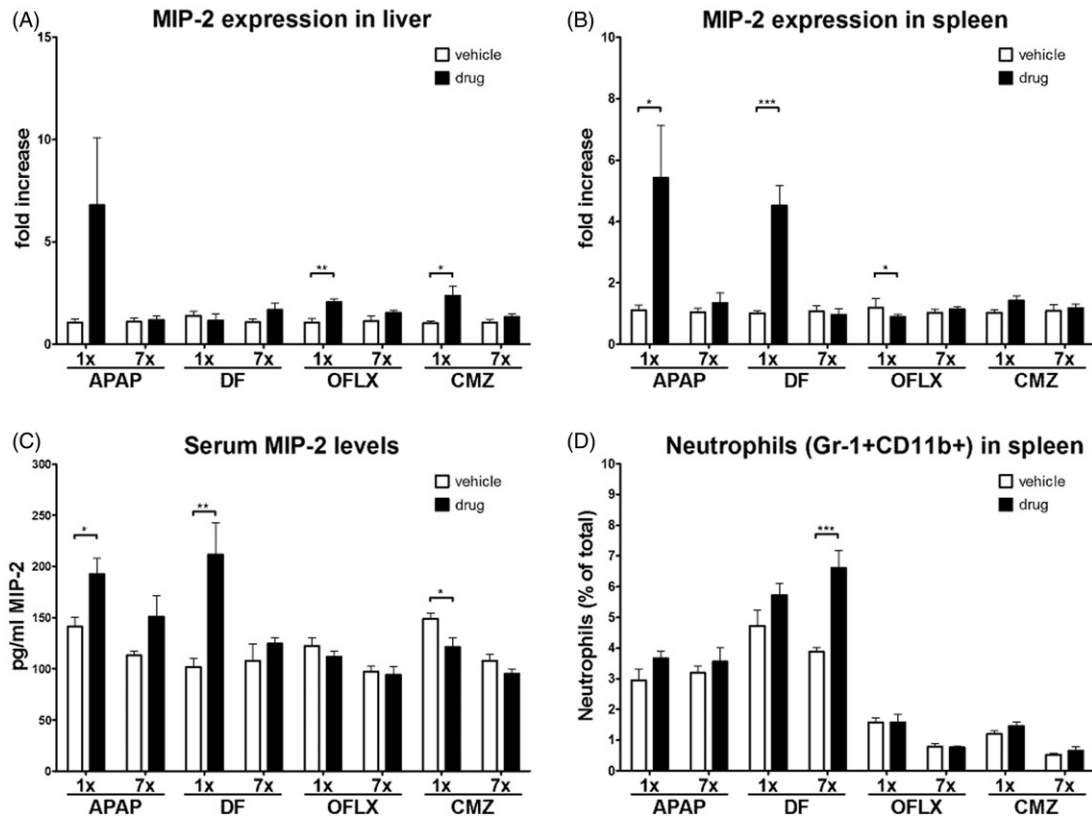 (A) MIP-2 expression in liver
fold increase
15
10
5
0
vehicle
drug
** *
1x 7x 1x 7x 1x 7x 1x 7x
APAP DF OFLX CMZ
(B) MIP-2 expression in spleen
fold increase
10
8
6
4
2
0
vehicle
drug
* *** *
1x 7x 1x 7x 1x 7x 1x 7x
APAP DF OFLX CMZ
(C) Serum MIP-2 levels
pg/ml MIP-2
300
250
200
150
100
50
0
vehicle
drug
* ** *
1x 7x 1x 7x 1x 7x 1x 7x
APAP DF OFLX CMZ
(D) Neutrophils (Gr-1+CD11b+) in spleen
Neutrophils (% of total)
10
9
8
7
6
5
4
3
2
1
0
vehicle
drug
***
1x 7x 1x 7x 1x 7x 1x 7x
APAP DF OFLX CMZ